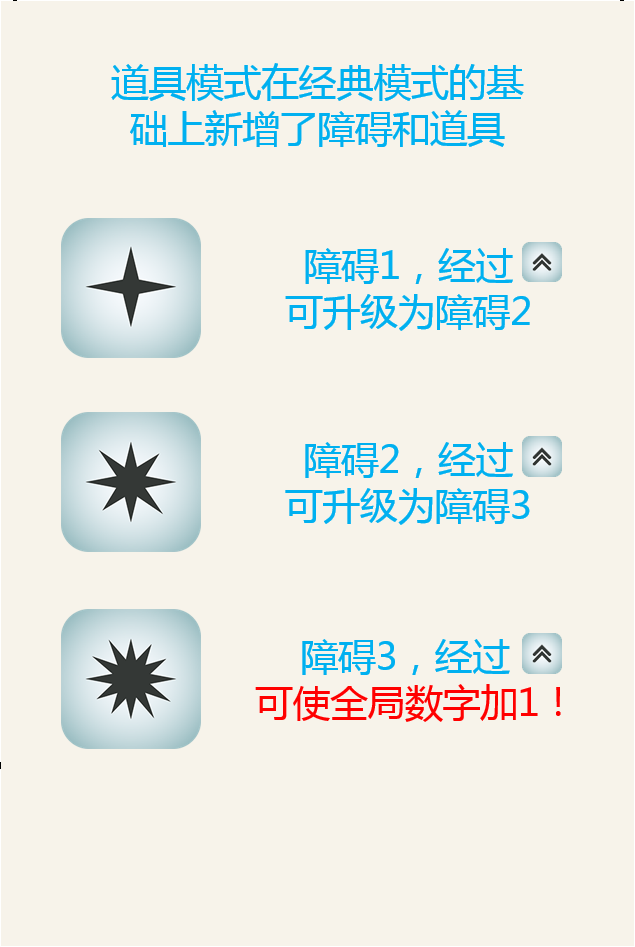 道具模式在经典模式的基
础上新增了障碍和道具
障碍1，经过
可升级为障碍2
障碍2，经过
可升级为障碍3
障碍3，经过
可使全局数字加1！